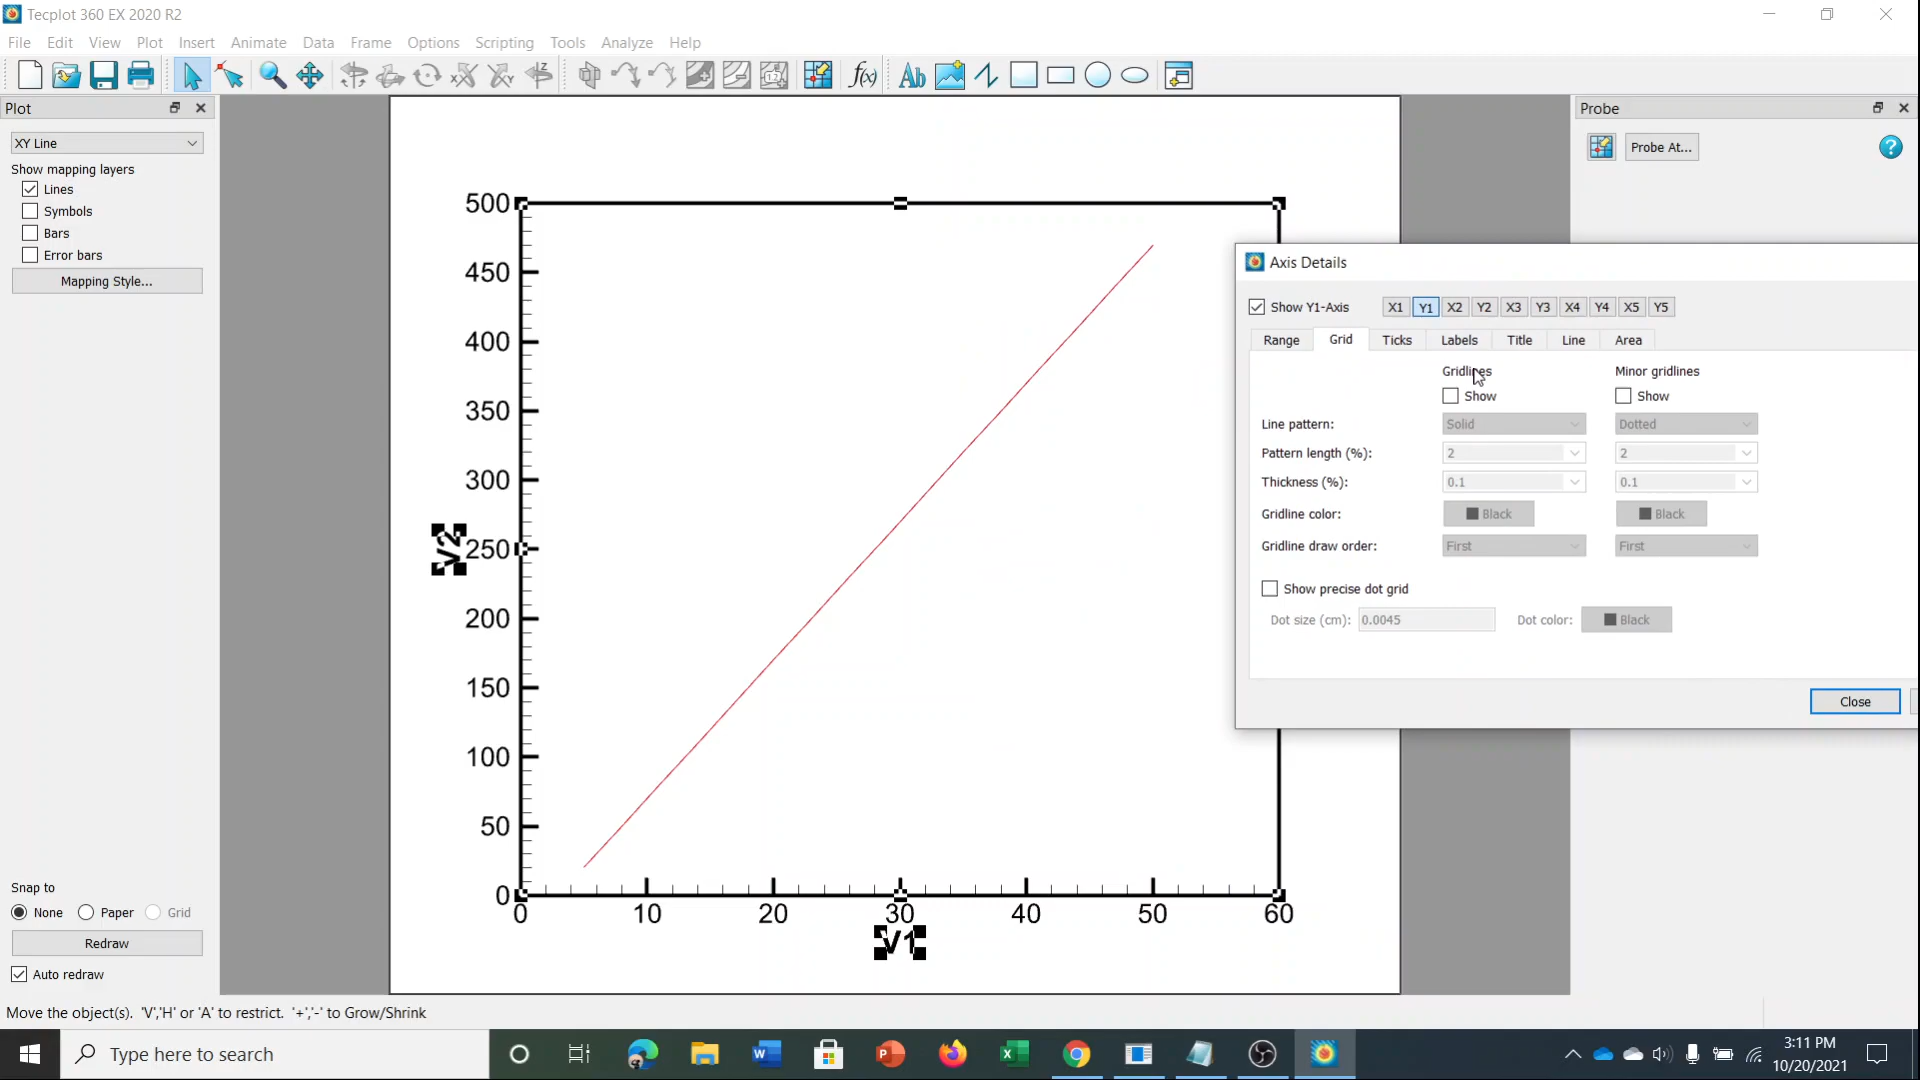 Tecplot 360 EX 2020 R2
File Edit View Plot Insert Animate Data Frame Options Scripting Tools Analyze Help
Plot
XY Line
Show mapping layers
Lines
Symbols
Bars
Error bars
Mapping Style...
Snap to
None Paper Grid
Redraw
Auto redraw
500
450
400
350
300
250
200
150
100
50
0
V2
0 10 20 30 40 50 60
V1
Probe
Probe At...
Axis Details
Show Y1-Axis X1 Y1 X2 Y2 X3 Y3 X4 Y4 X5 Y5
Range Grid Ticks Labels Title Line Area
Gridlines Minor gridlines
Show Show
Line pattern: Solid Dotted
Pattern length (%): 2 2
Thickness (%): 0.1 0.1
Gridline color: Black Black
Gridline draw order: First First
Show precise dot grid
Dot size (cm): 0.0045 Dot color: Black
Close
Move the object(s). 'V','H' or 'A' to restrict. '+','-' to Grow/Shrink
Type here to search
3:11 PM
10/20/2021